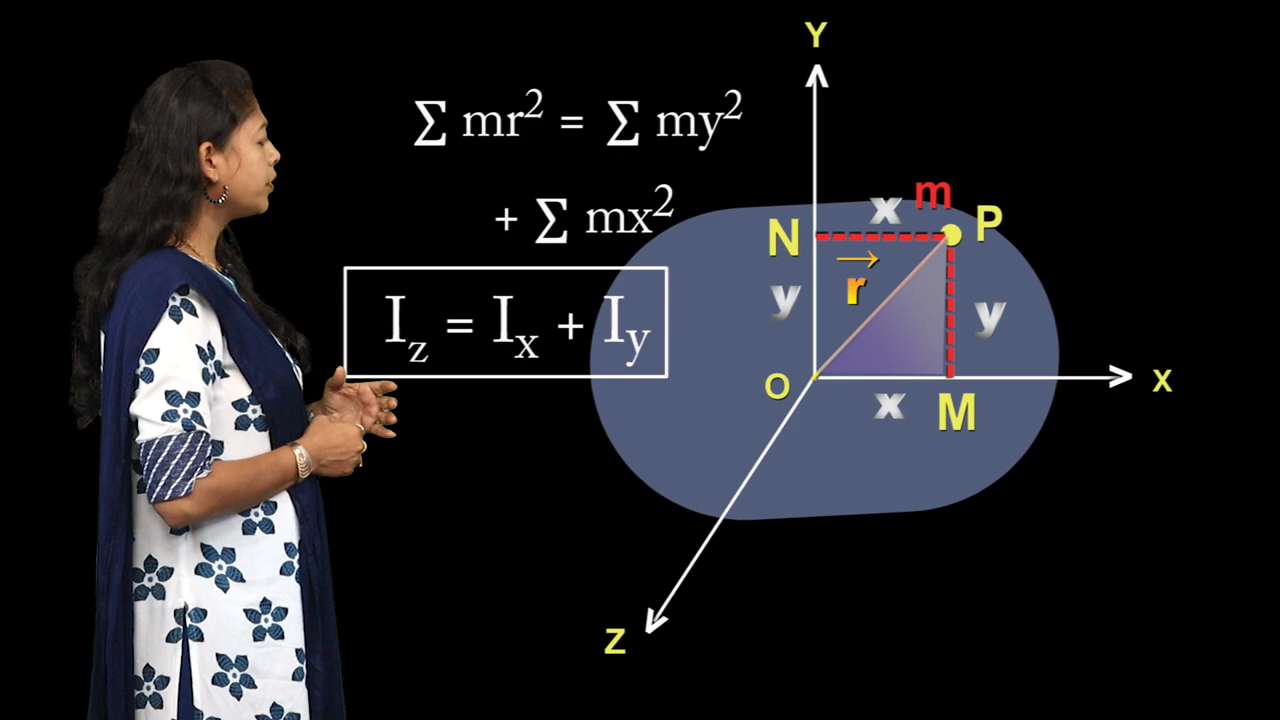 ∑ mr² = ∑ my²
+ ∑ mx²
I_z = I_x + I_y
Y
x m
N P
r
y y
O X
x M
Z